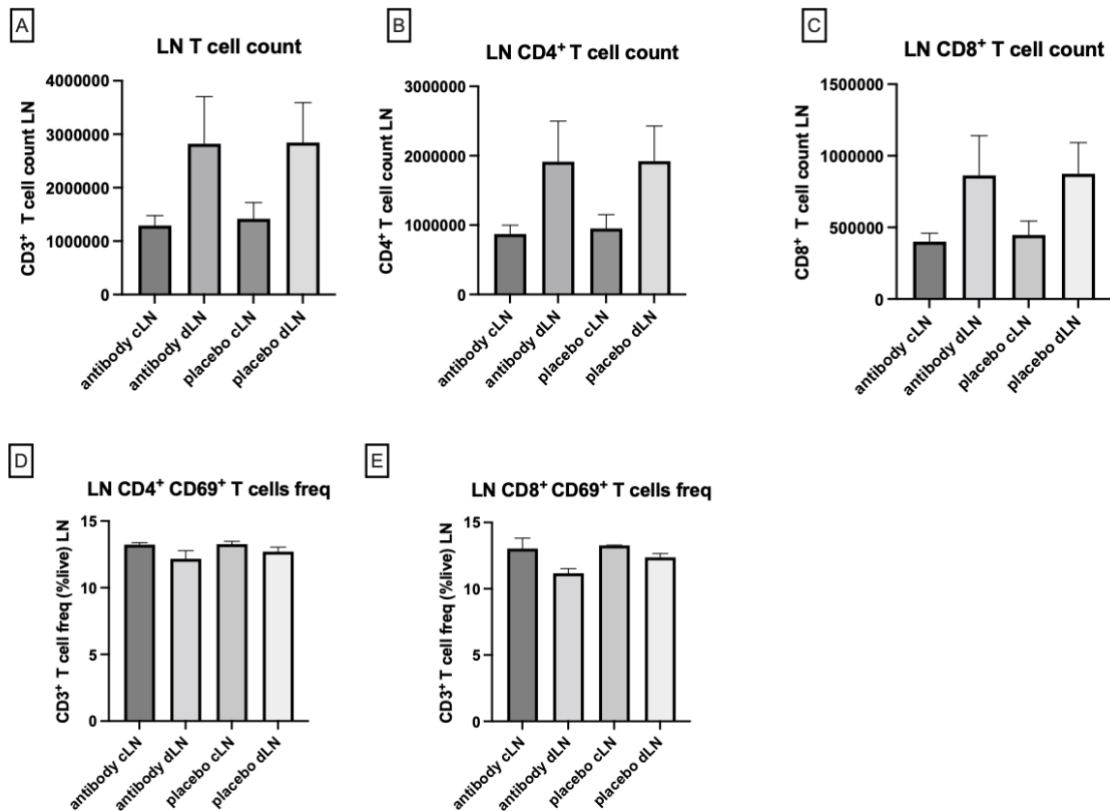 A
LN T cell count
CD3⁺ T cell count LN
4000000
3000000
2000000
1000000
0
antibody cLN
antibody dLN
placebo cLN
placebo dLN
B
LN CD4⁺ T cell count
CD4⁺ T cell count LN
3000000
2000000
1000000
0
antibody cLN
antibody dLN
placebo cLN
placebo dLN
C
LN CD8⁺ T cell count
CD8⁺ T cell count LN
1500000
1000000
500000
0
antibody cLN
antibody dLN
placebo cLN
placebo dLN
D
LN CD4⁺ CD69⁺ T cells freq
CD3⁺ T cell freq (%live) LN
15
10
5
0
antibody cLN
antibody dLN
placebo cLN
placebo dLN
E
LN CD8⁺ CD69⁺ T cells freq
CD3⁺ T cell freq (%live) LN
15
10
5
0
antibody cLN
antibody dLN
placebo cLN
placebo dLN